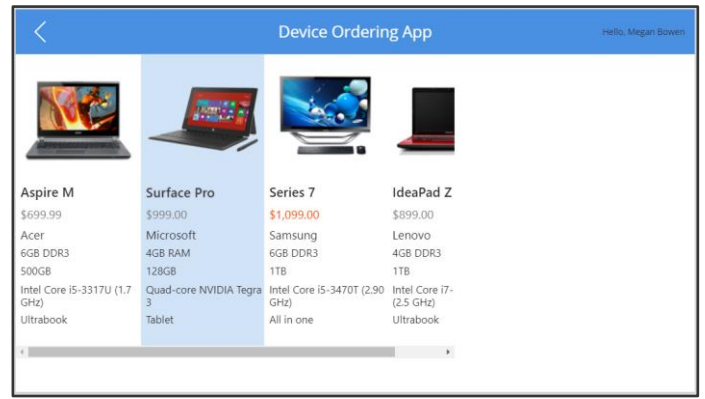 Device Ordering App
Hello, Megan Bowen
Aspire M
$699.99
Acer
6GB DDR3
500GB
Intel Core i5-3317U (1.7
GHz)
Ultrabook
Surface Pro
$999.00
Microsoft
4GB RAM
128GB
Quad-core NVIDIA Tegra
3
Tablet
Series 7
$1,099.00
Samsung
6GB DDR3
1TB
Intel Core i5-3470T (2.90
GHz)
All in one
IdeaPad Z
$899.00
Lenovo
4GB DDR3
1TB
Intel Core i7-
(2.5 GHz)
Ultrabook